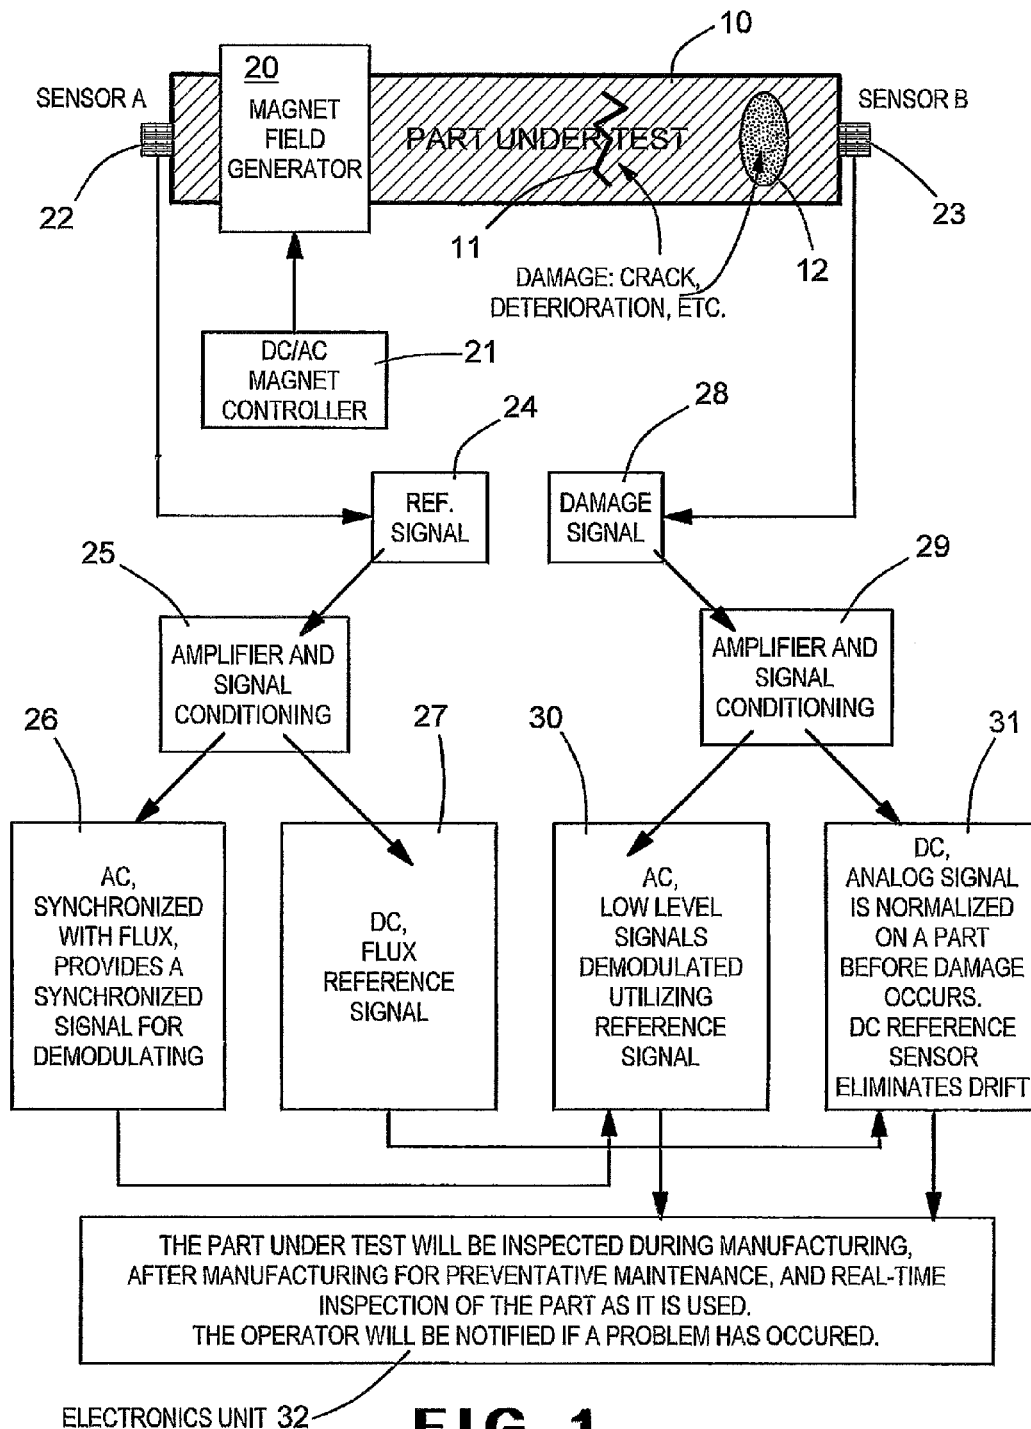 10
SENSOR A
20
MAGNET
FIELD
GENERATOR
PART UNDER TEST
SENSOR B
22
11
12
23
DAMAGE: CRACK,
DETERIORATION, ETC.
DC/AC
MAGNET
CONTROLLER
21
24
28
REF.
SIGNAL
DAMAGE
SIGNAL
25
29
AMPLIFIER AND
SIGNAL
CONDITIONING
AMPLIFIER AND
SIGNAL
CONDITIONING
26
27
30
31
AC,
SYNCHRONIZED
WITH FLUX,
PROVIDES A
SYNCHRONIZED
SIGNAL FOR
DEMODULATING
DC,
FLUX
REFERENCE
SIGNAL
AC,
LOW LEVEL
SIGNALS
DEMODULATED
UTILIZING
REFERENCE
SIGNAL
DC,
ANALOG SIGNAL
IS NORMALIZED
ON A PART
BEFORE DAMAGE
OCCURS.
DC REFERENCE
SENSOR
ELIMINATES DRIFT
THE PART UNDER TEST WILL BE INSPECTED DURING MANUFACTURING,
AFTER MANUFACTURING FOR PREVENTATIVE MAINTENANCE, AND REAL-TIME
INSPECTION OF THE PART AS IT IS USED.
THE OPERATOR WILL BE NOTIFIED IF A PROBLEM HAS OCCURED.
ELECTRONICS UNIT 32
FIG. 1